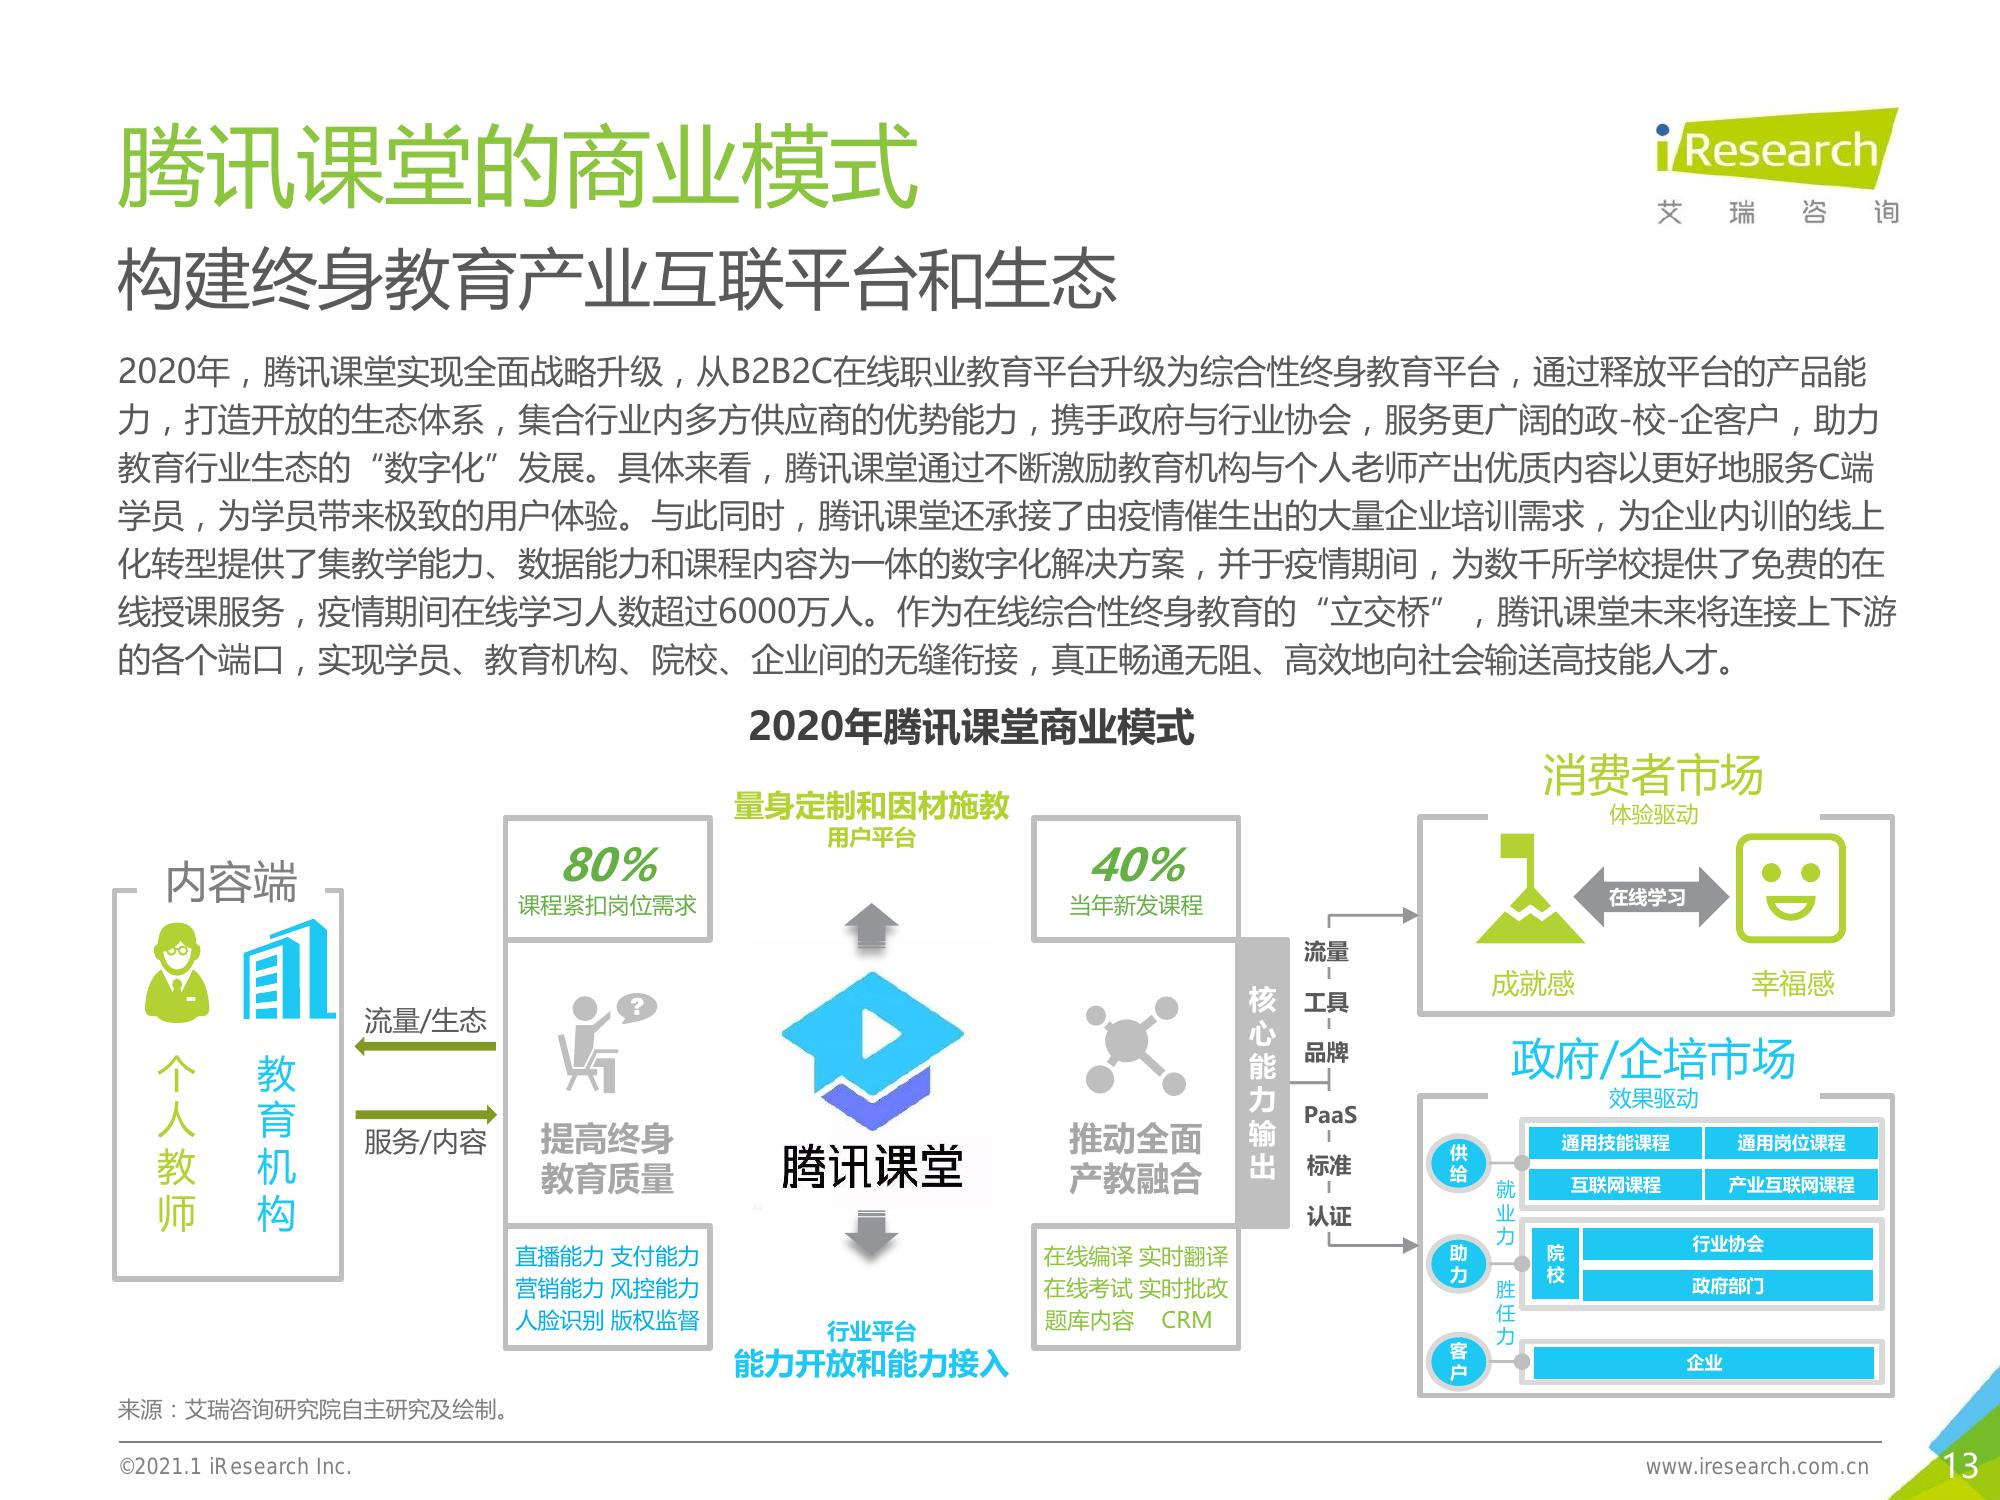 腾讯课堂的商业模式
iResearch
艾瑞咨询
构建终身教育产业互联平台和生态
2020年，腾讯课堂实现全面战略升级，从B2B2C在线职业教育平台升级为综合性终身教育平台，通过释放平台的产品能
力，打造开放的生态体系，集合行业内多方供应商的优势能力，携手政府与行业协会，服务更广阔的政-校-企客户，助力
教育行业生态的“数字化”发展。具体来看，腾讯课堂通过不断激励教育机构与个人老师产出优质内容以更好地服务C端
学员，为学员带来极致的用户体验。与此同时，腾讯课堂还承接了由疫情催生出的大量企业培训需求，为企业内训的线上
化转型提供了集教学能力、数据能力和课程内容为一体的数字化解决方案，并于疫情期间，为数千所学校提供了免费的在
线授课服务，疫情期间在线学习人数超过6000万人。作为在线综合性终身教育的“立交桥”，腾讯课堂未来将连接上下游
的各个端口，实现学员、教育机构、院校、企业间的无缝衔接，真正畅通无阻、高效地向社会输送高技能人才。
2020年腾讯课堂商业模式
内容端
个人教师
教育机构
流量/生态
服务/内容
80%
课程紧扣岗位需求
?
提高终身
教育质量
直播能力 支付能力
营销能力 风控能力
人脸识别 版权监督
量身定制和因材施教
用户平台
腾讯课堂
行业平台
能力开放和能力接入
40%
当年新发课程
推动全面
产教融合
在线编译 实时翻译
在线考试 实时批改
题库内容 CRM
核心能力输出
流量
工具
品牌
PaaS
标准
认证
消费者市场
体验驱动
在线学习
成就感
幸福感
政府/企培市场
效果驱动
供给
通用技能课程
通用岗位课程
互联网课程
产业互联网课程
就业力
助力
院校
行业协会
政府部门
胜任力
客户
企业
来源：艾瑞咨询研究院自主研究及绘制。
©2021.1 iResearch Inc.
www.iresearch.com.cn
13